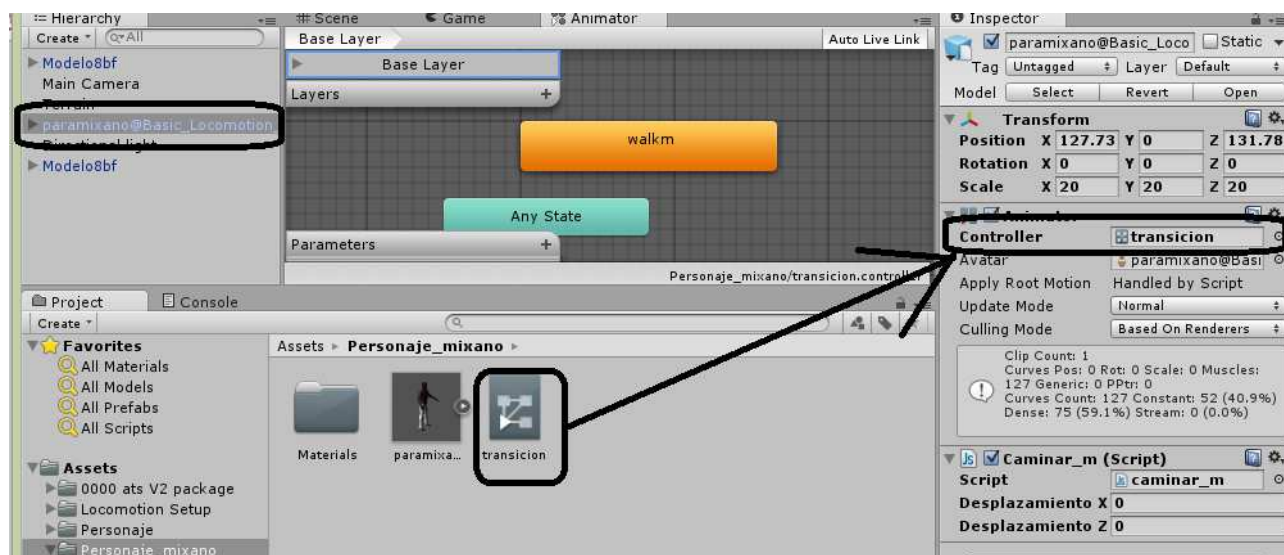 Hierarchy
Create
All
Modelo8bf
Main Camera
Terrain
paramixano@Basic_Locomotion
Directional light
Modelo8bf
Scene
Game
Animator
Base Layer
Auto Live Link
Base Layer
Layers
+
walkm
Any State
Parameters
+
Personaje_mixano/transicion.controller
Inspector
paramixano@Basic_Loco
Static
Tag Untagged Layer Default
Model Select Revert Open
Transform
Position X 127.73 Y 0 Z 131.78
Rotation X 0 Y 0 Z 0
Scale X 20 Y 20 Z 20
Animator
Controller transicion
Avatar paramixano@Basi
Apply Root Motion Handled by Script
Update Mode Normal
Culling Mode Based On Renderers
Clip Count: 1
Curves Pos: 0 Rot: 0 Scale: 0 Muscles:
127 Generic: 0 PPtr: 0
Curves Count: 127 Constant: 52 (40.9%)
Dense: 75 (59.1%) Stream: 0 (0.0%)
Js Caminar_m (Script)
Script caminar_m
Desplazamiento X 0
Desplazamiento Z 0
Project
Console
Create
Favorites
All Materials
All Models
All Prefabs
All Scripts
Assets
0000 ats V2 package
Locomotion Setup
Personaje
Personaje_mixano
Assets Personaje_mixano
Materials
paramixa...
transicion